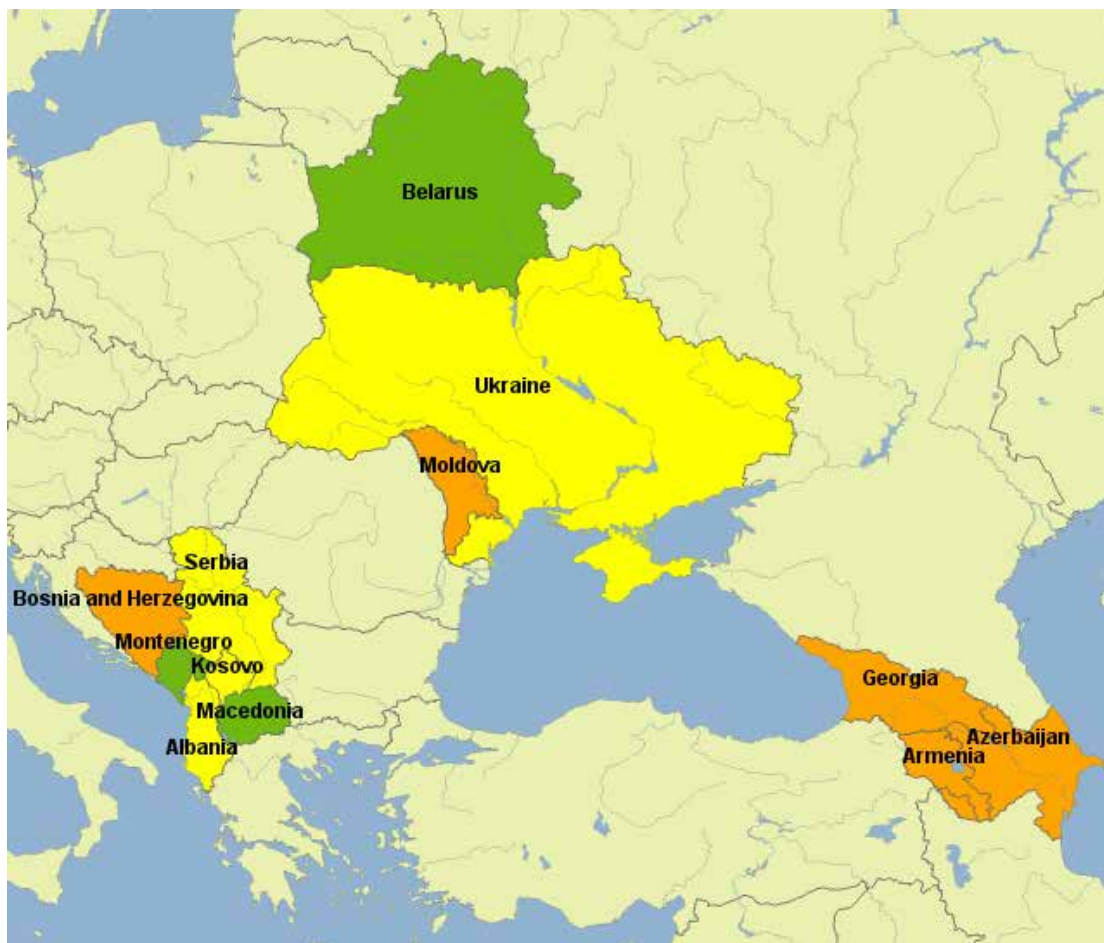 Belarus
Ukraine
Moldova
Serbia
Bosnia and Herzegovina
Montenegro
Kosovo
Georgia
Macedonia
Azerbaijan
Albania
Armenia